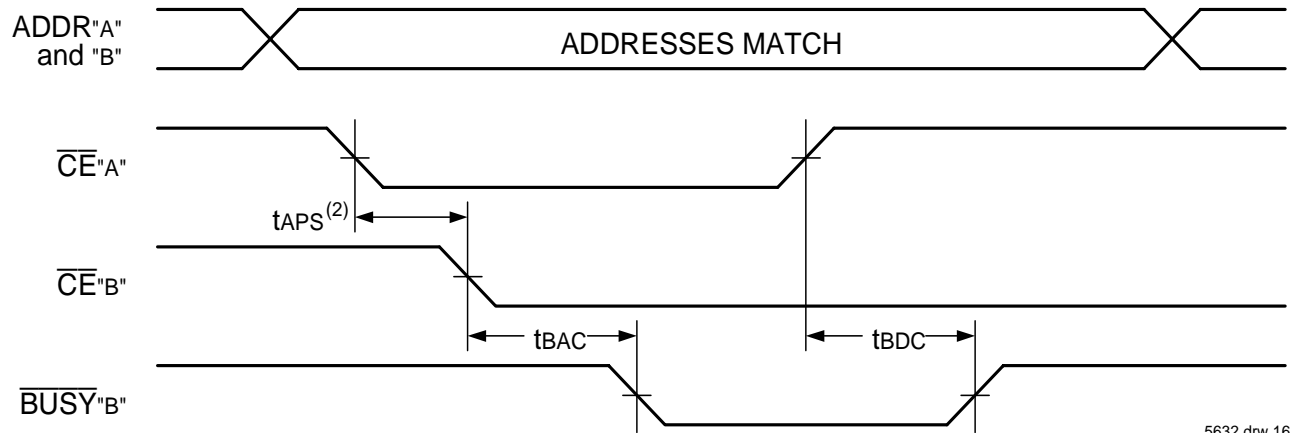 ADDR"A"
and "B"
ADDRESSES MATCH
CE"A"
tAPS(2)
CE"B"
tBAC
tBDC
BUSY"B"
5632 drw 16